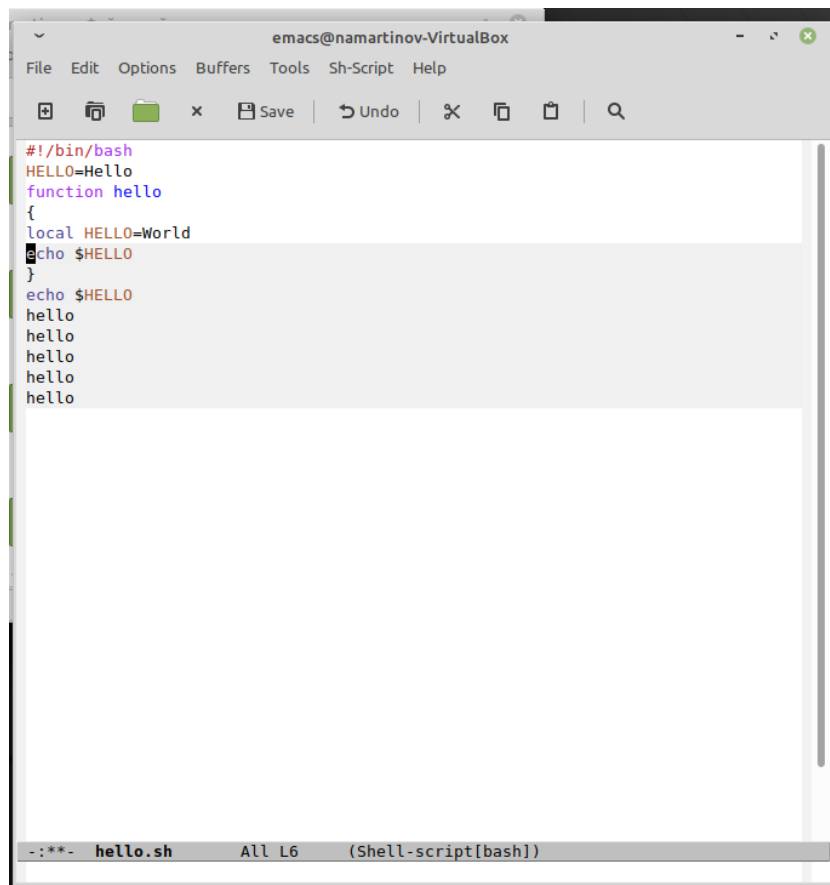 emacs@namartinov-VirtualBox
File Edit Options Buffers Tools Sh-Script Help
Save Undo
#!/bin/bash
HELLO=Hello
function hello
{
local HELLO=World
echo $HELLO
}
echo $HELLO
hello
hello
hello
hello
hello
-:**- hello.sh All L6 (Shell-script[bash])